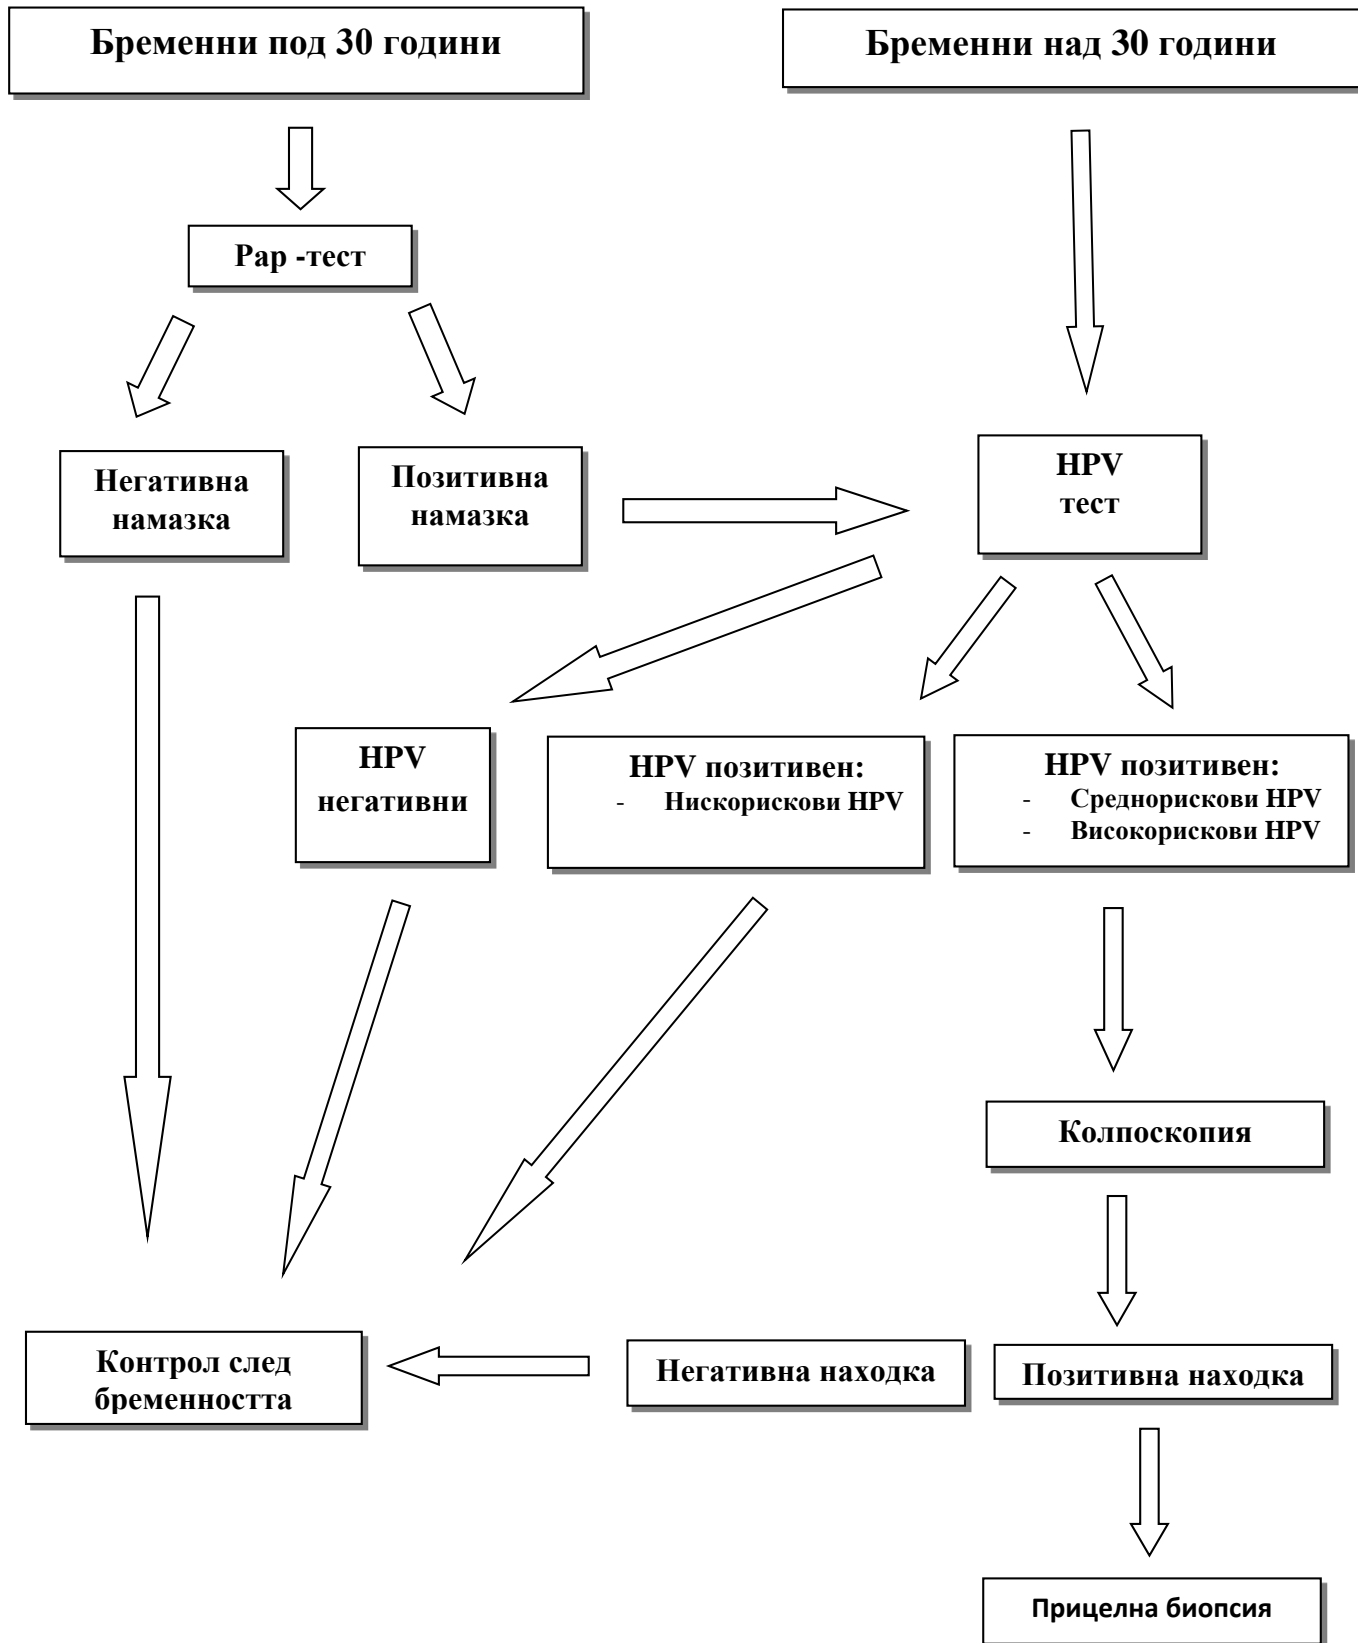 Бременни под 30 години
Бременни над 30 години
Pap -тест
Негативна
намазка
Позитивна
намазка
HPV
тест
HPV
негативни
HPV позитивен:
- Нискорискови HPV
HPV позитивен:
- Среднорискови HPV
- Високорискови HPV
Колпоскопия
Контрол след
бременността
Негативна находка
Позитивна находка
Прицелна биопсия